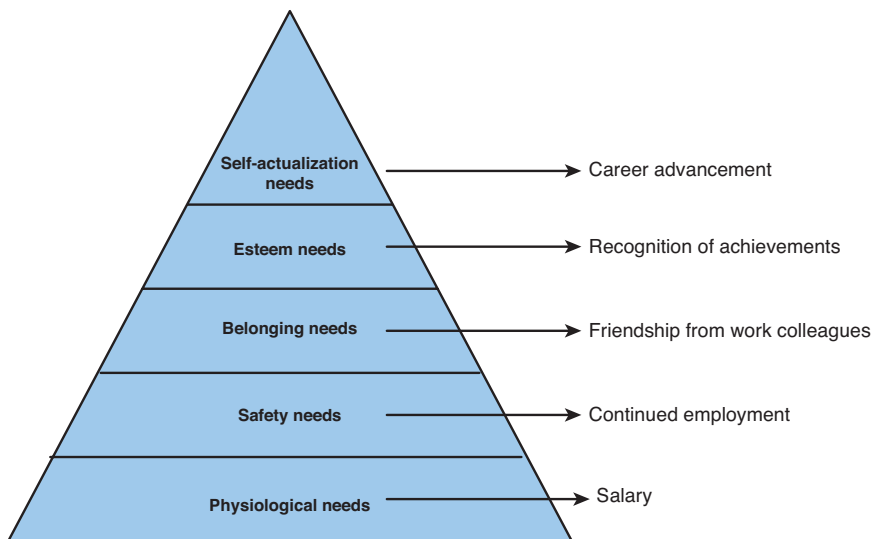 Self-actualization
needs
Career advancement
Esteem needs
Recognition of achievements
Belonging needs
Friendship from work colleagues
Safety needs
Continued employment
Physiological needs
Salary